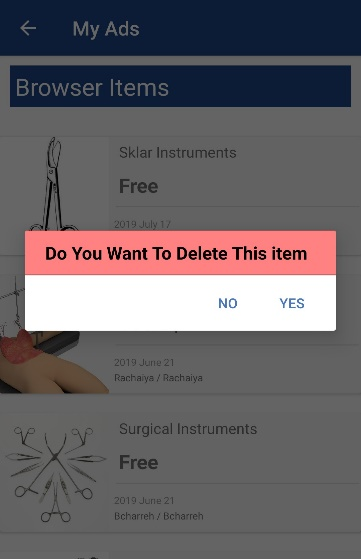 My Ads
Browser Items
Sklar Instruments
Free
2019 July 17
Do You Want To Delete This item
NO
YES
2019 June 21
Rachaiya / Rachaiya
Surgical Instruments
Free
2019 June 21
Bcharreh / Bcharreh